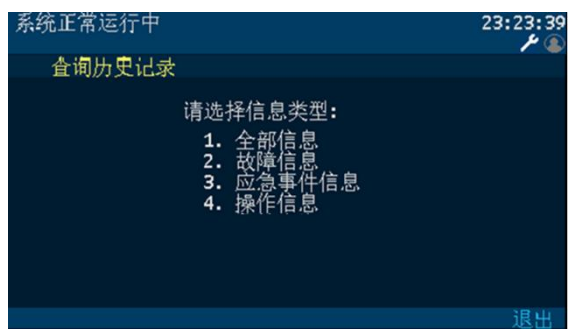 系统正常运行中
23:23:39
查询历史记录
请选择信息类型:
1. 全部信息
2. 故障信息
3. 应急事件信息
4. 操作信息
退出